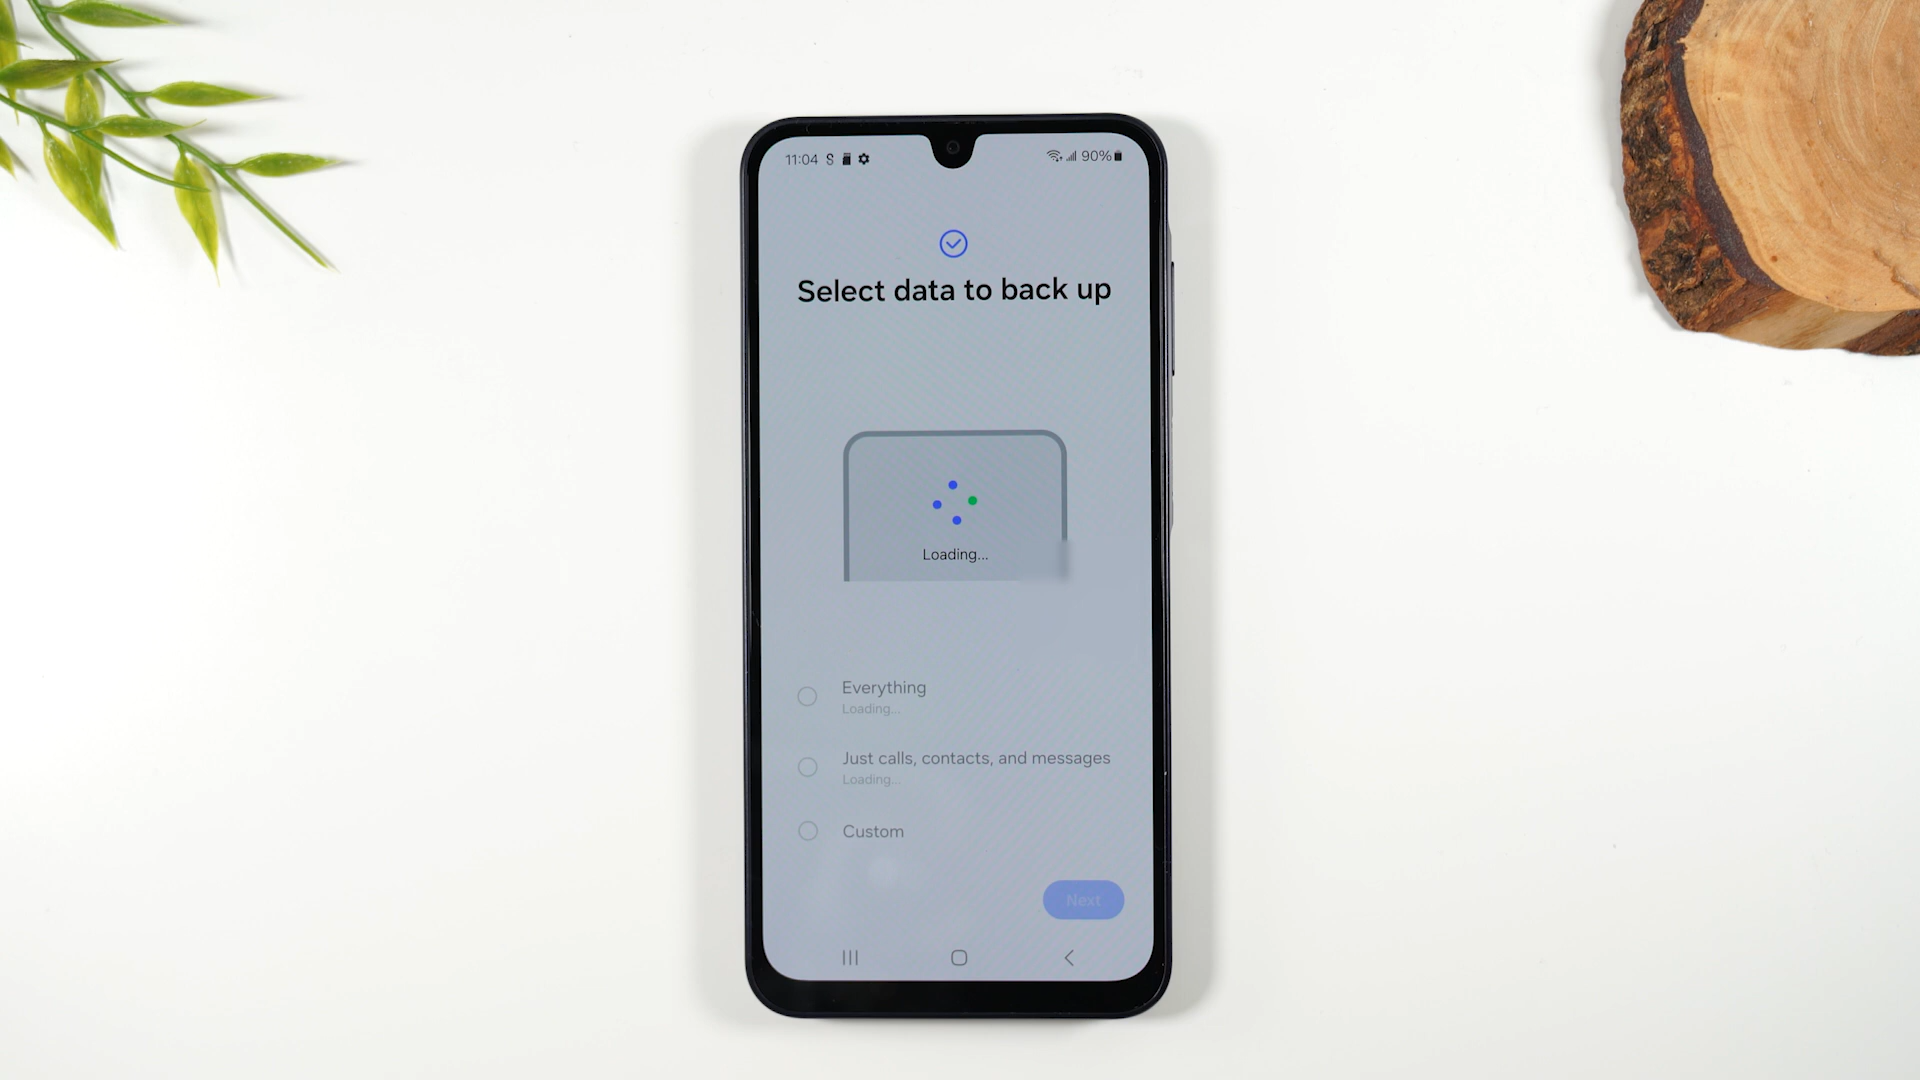 11:04
90%
Select data to back up
Loading...
Everything
Loading...
Just calls, contacts, and messages
Loading...
Custom
Next